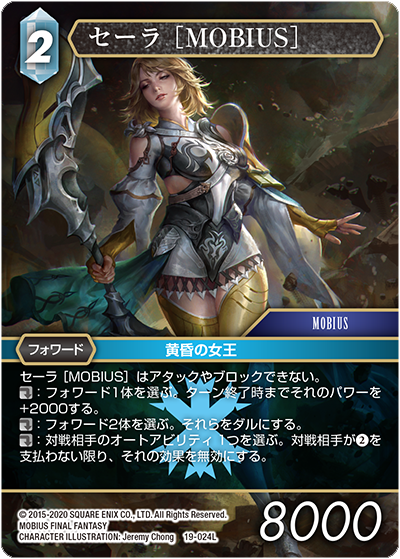 2
セーラ［MOBIUS］
MOBIUS
フォワード
黄昏の女王
セーラ［MOBIUS］はアタックやブロックできない。
：フォワード1体を選ぶ。ターン終了時までそれのパワーを
+2000する。
：フォワード2体を選ぶ。それらをダルにする。
：対戦相手のオートアビリティ1つを選ぶ。対戦相手が❷を
支払わない限り、それの効果を無効にする。
© 2015-2020 SQUARE ENIX CO., LTD. All Rights Reserved.
MOBIUS FINAL FANTASY
CHARACTER ILLUSTRATION: Jeremy Chong 19-024L
8000